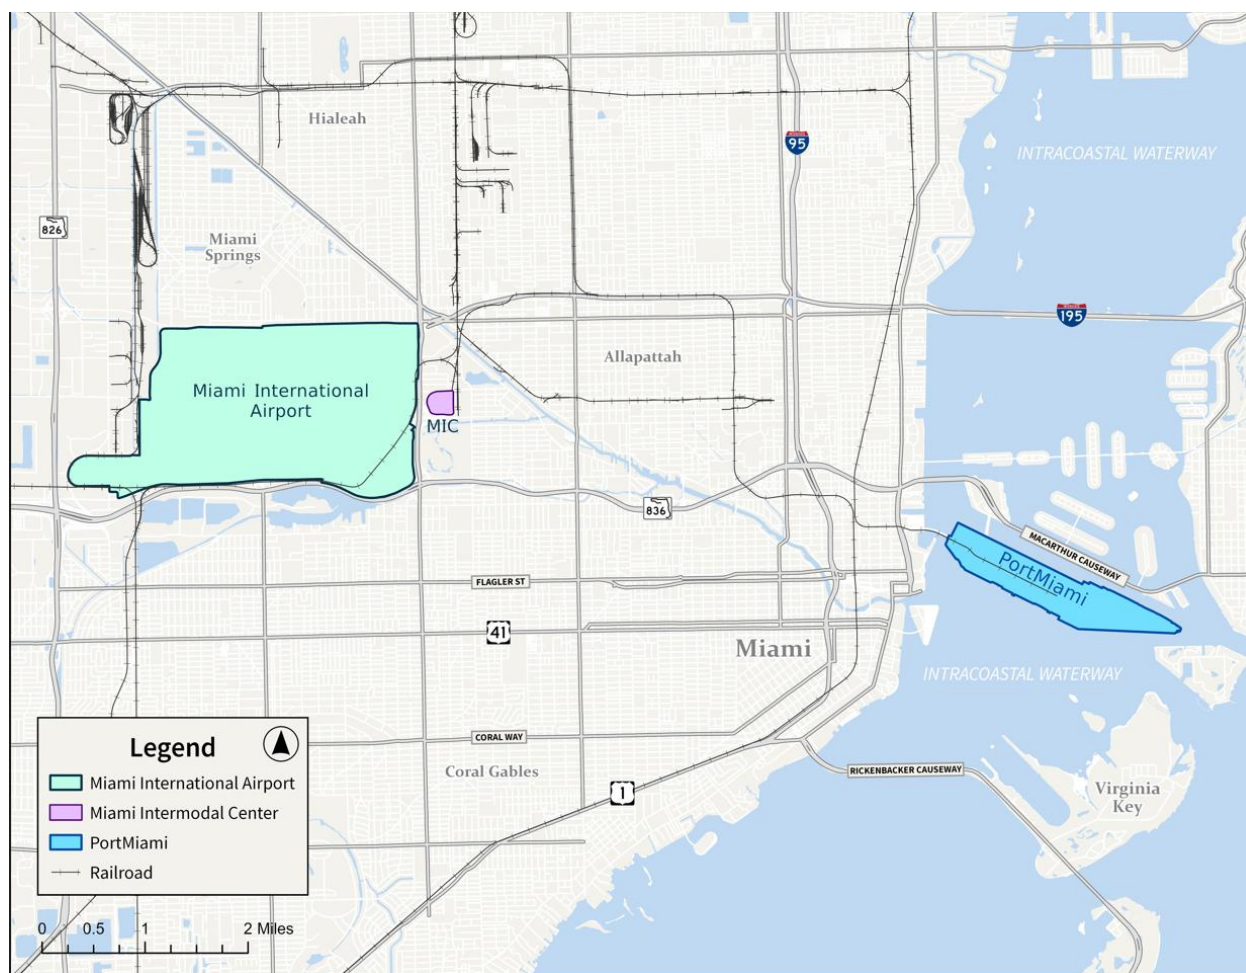 Hialeah
INTERSTATE
95
INTRACOASTAL WATERWAY
826
Miami
Springs
INTERSTATE
195
Allapattah
Miami International
Airport
MIC
836
MACARTHUR CAUSEWAY
PortMiami
FLAGLER ST
41
Miami
INTRACOASTAL WATERWAY
CORAL WAY
Coral Gables
RICKENBACKER CAUSEWAY
1
Virginia
Key
Legend
Miami International Airport
Miami Intermodal Center
PortMiami
Railroad
0 0.5 1 2 Miles